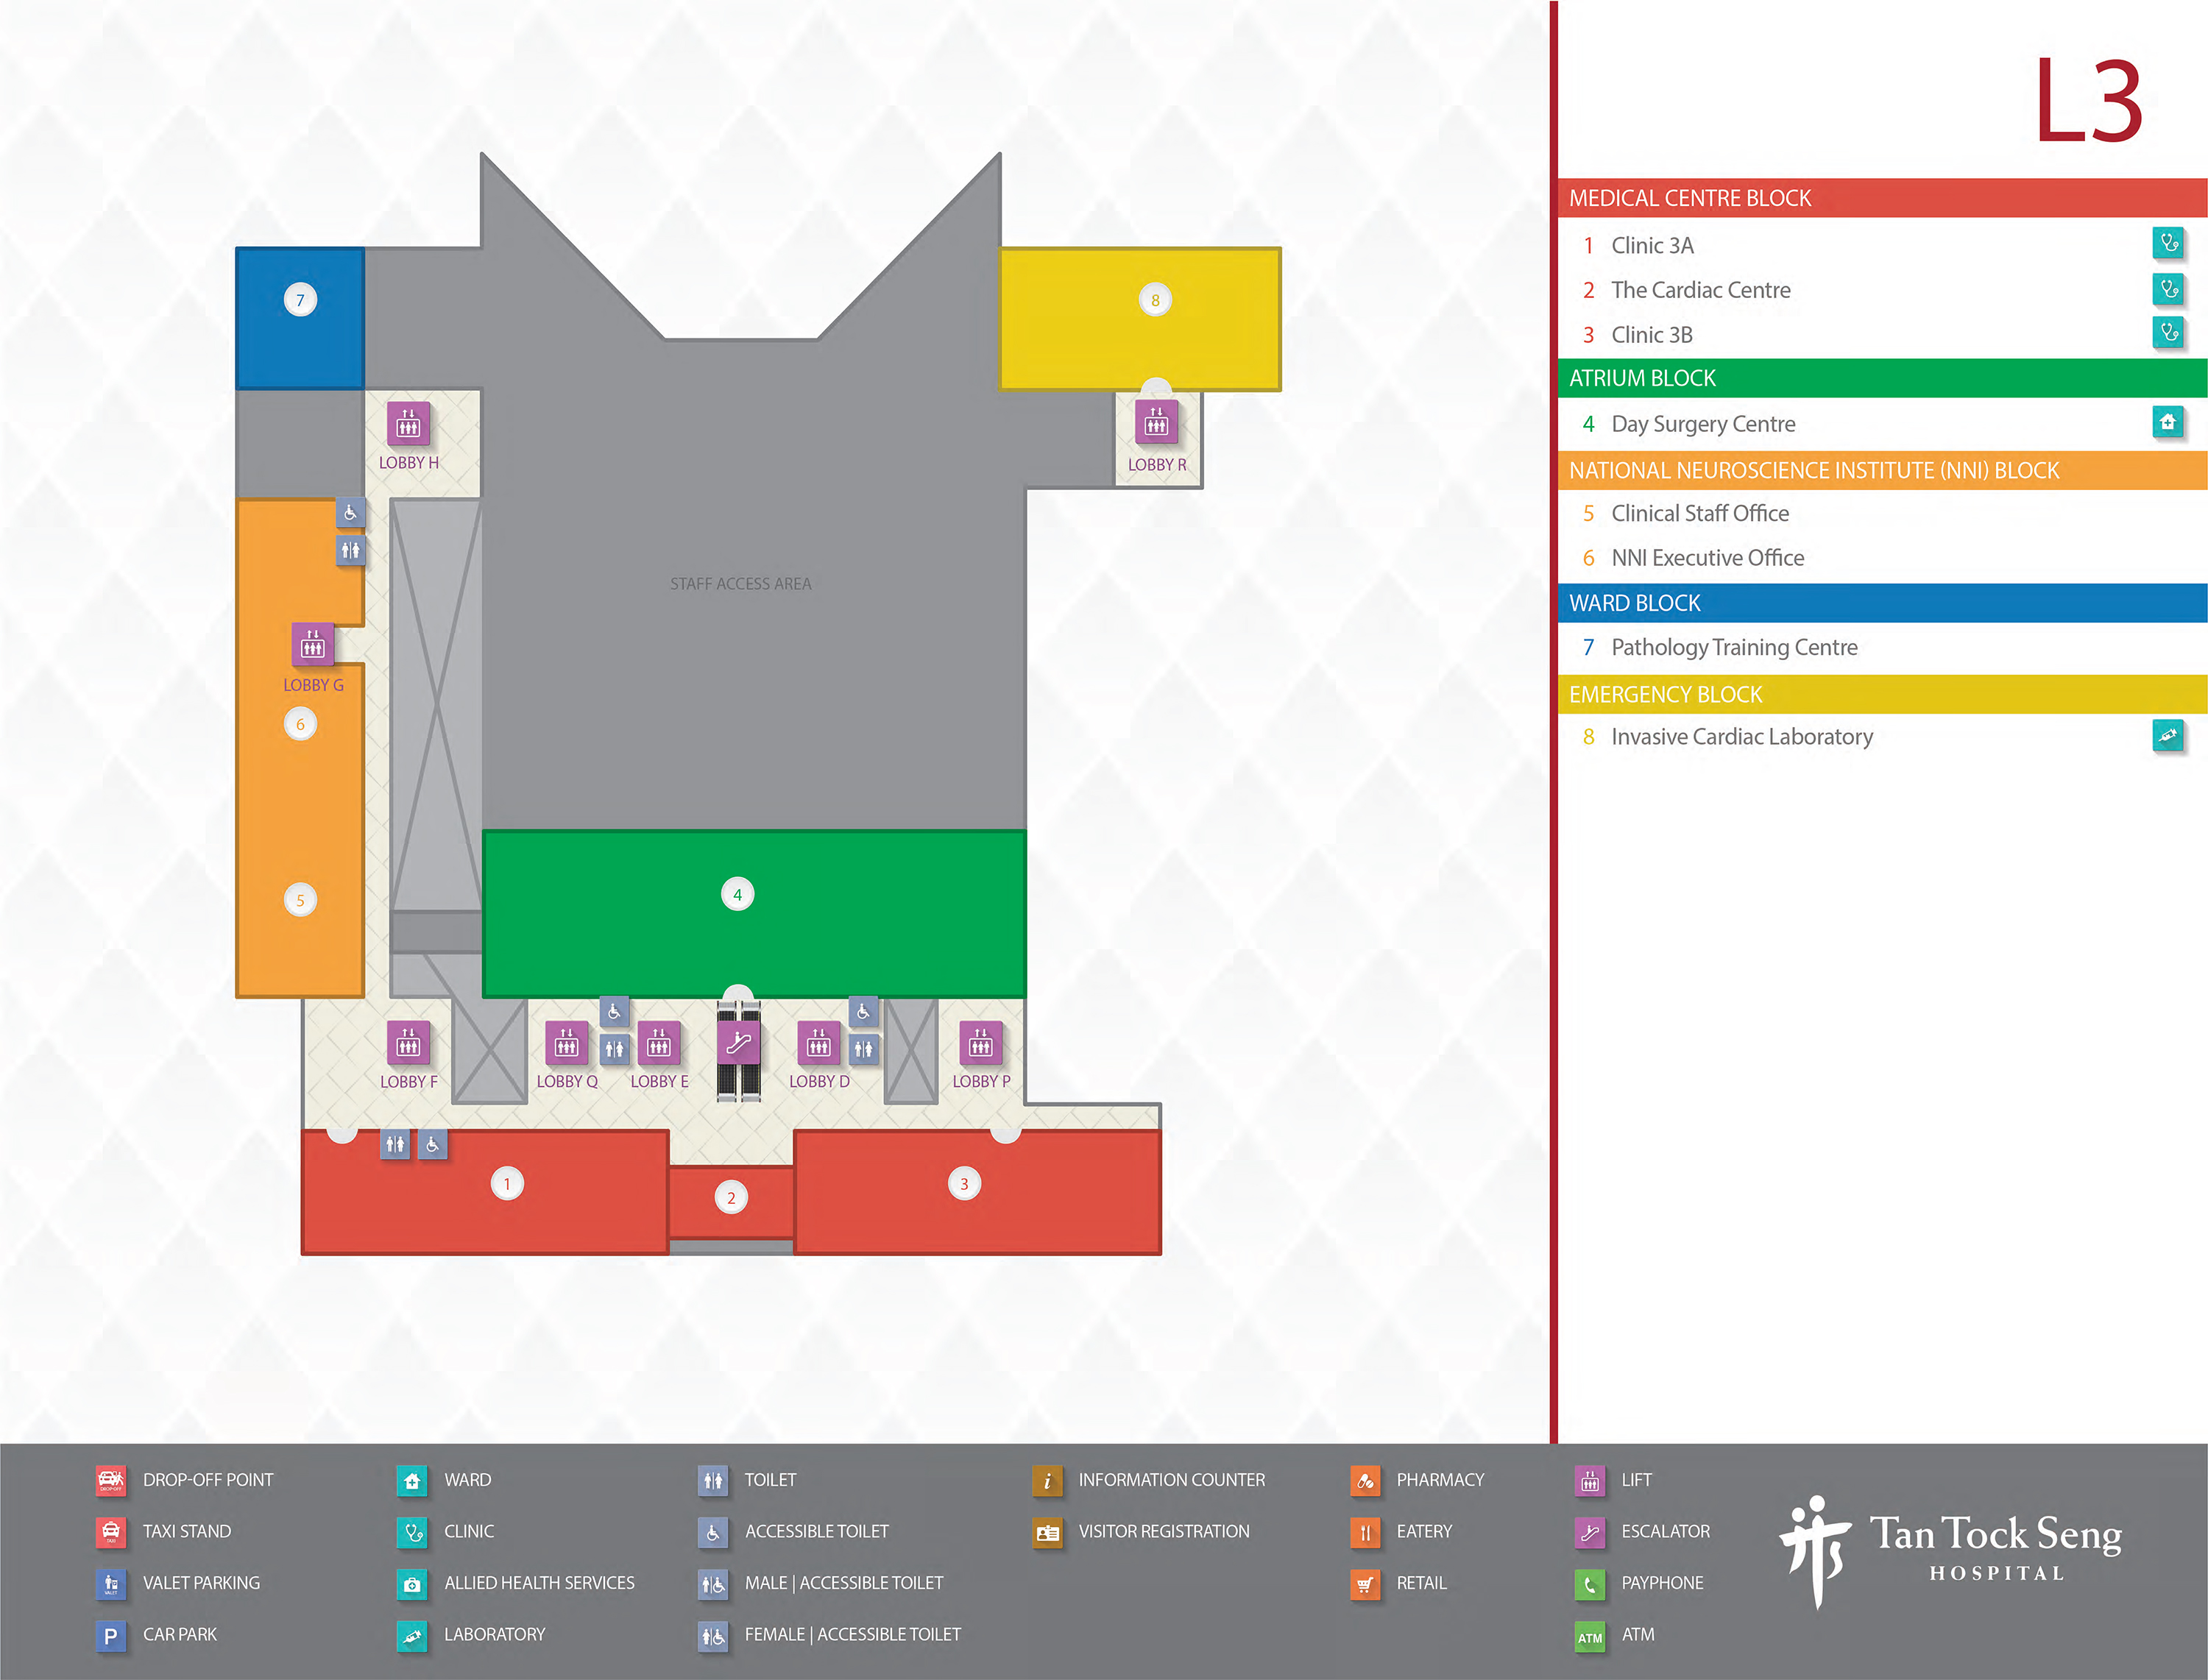 L3
MEDICAL CENTRE BLOCK
1 Clinic 3A
2 The Cardiac Centre
3 Clinic 3B
ATRIUM BLOCK
4 Day Surgery Centre
NATIONAL NEUROSCIENCE INSTITUTE (NNI) BLOCK
5 Clinical Staff Office
6 NNI Executive Office
WARD BLOCK
7 Pathology Training Centre
EMERGENCY BLOCK
8 Invasive Cardiac Laboratory
7
8
LOBBY H
LOBBY R
STAFF ACCESS AREA
LOBBY G
6
5
4
LOBBY F
LOBBY Q
LOBBY E
LOBBY D
LOBBY P
1
2
3
DROP-OFF
DROP-OFF POINT
TAXI
TAXI STAND
VALET
VALET PARKING
P
CAR PARK
WARD
CLINIC
ALLIED HEALTH SERVICES
LABORATORY
TOILET
ACCESSIBLE TOILET
MALE | ACCESSIBLE TOILET
FEMALE | ACCESSIBLE TOILET
i
INFORMATION COUNTER
VISITOR REGISTRATION
PHARMACY
EATERY
RETAIL
LIFT
ESCALATOR
PAYPHONE
ATM
ATM
Tan Tock Seng
HOSPITAL